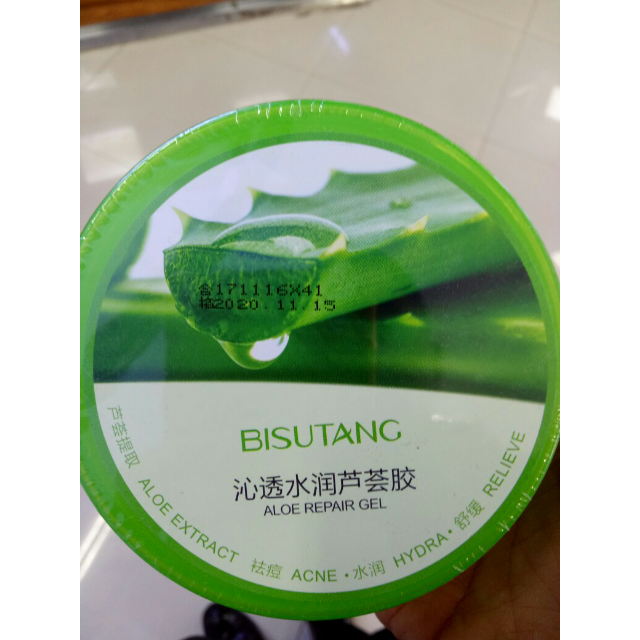 合171116X41
格2020.11.15
BISUTANG
沁透水润芦荟胶
ALOE REPAIR GEL
芦荟提取 ALOE EXTRACT 祛痘 ACNE · 水润 HYDRA · 舒缓 RELIEVE